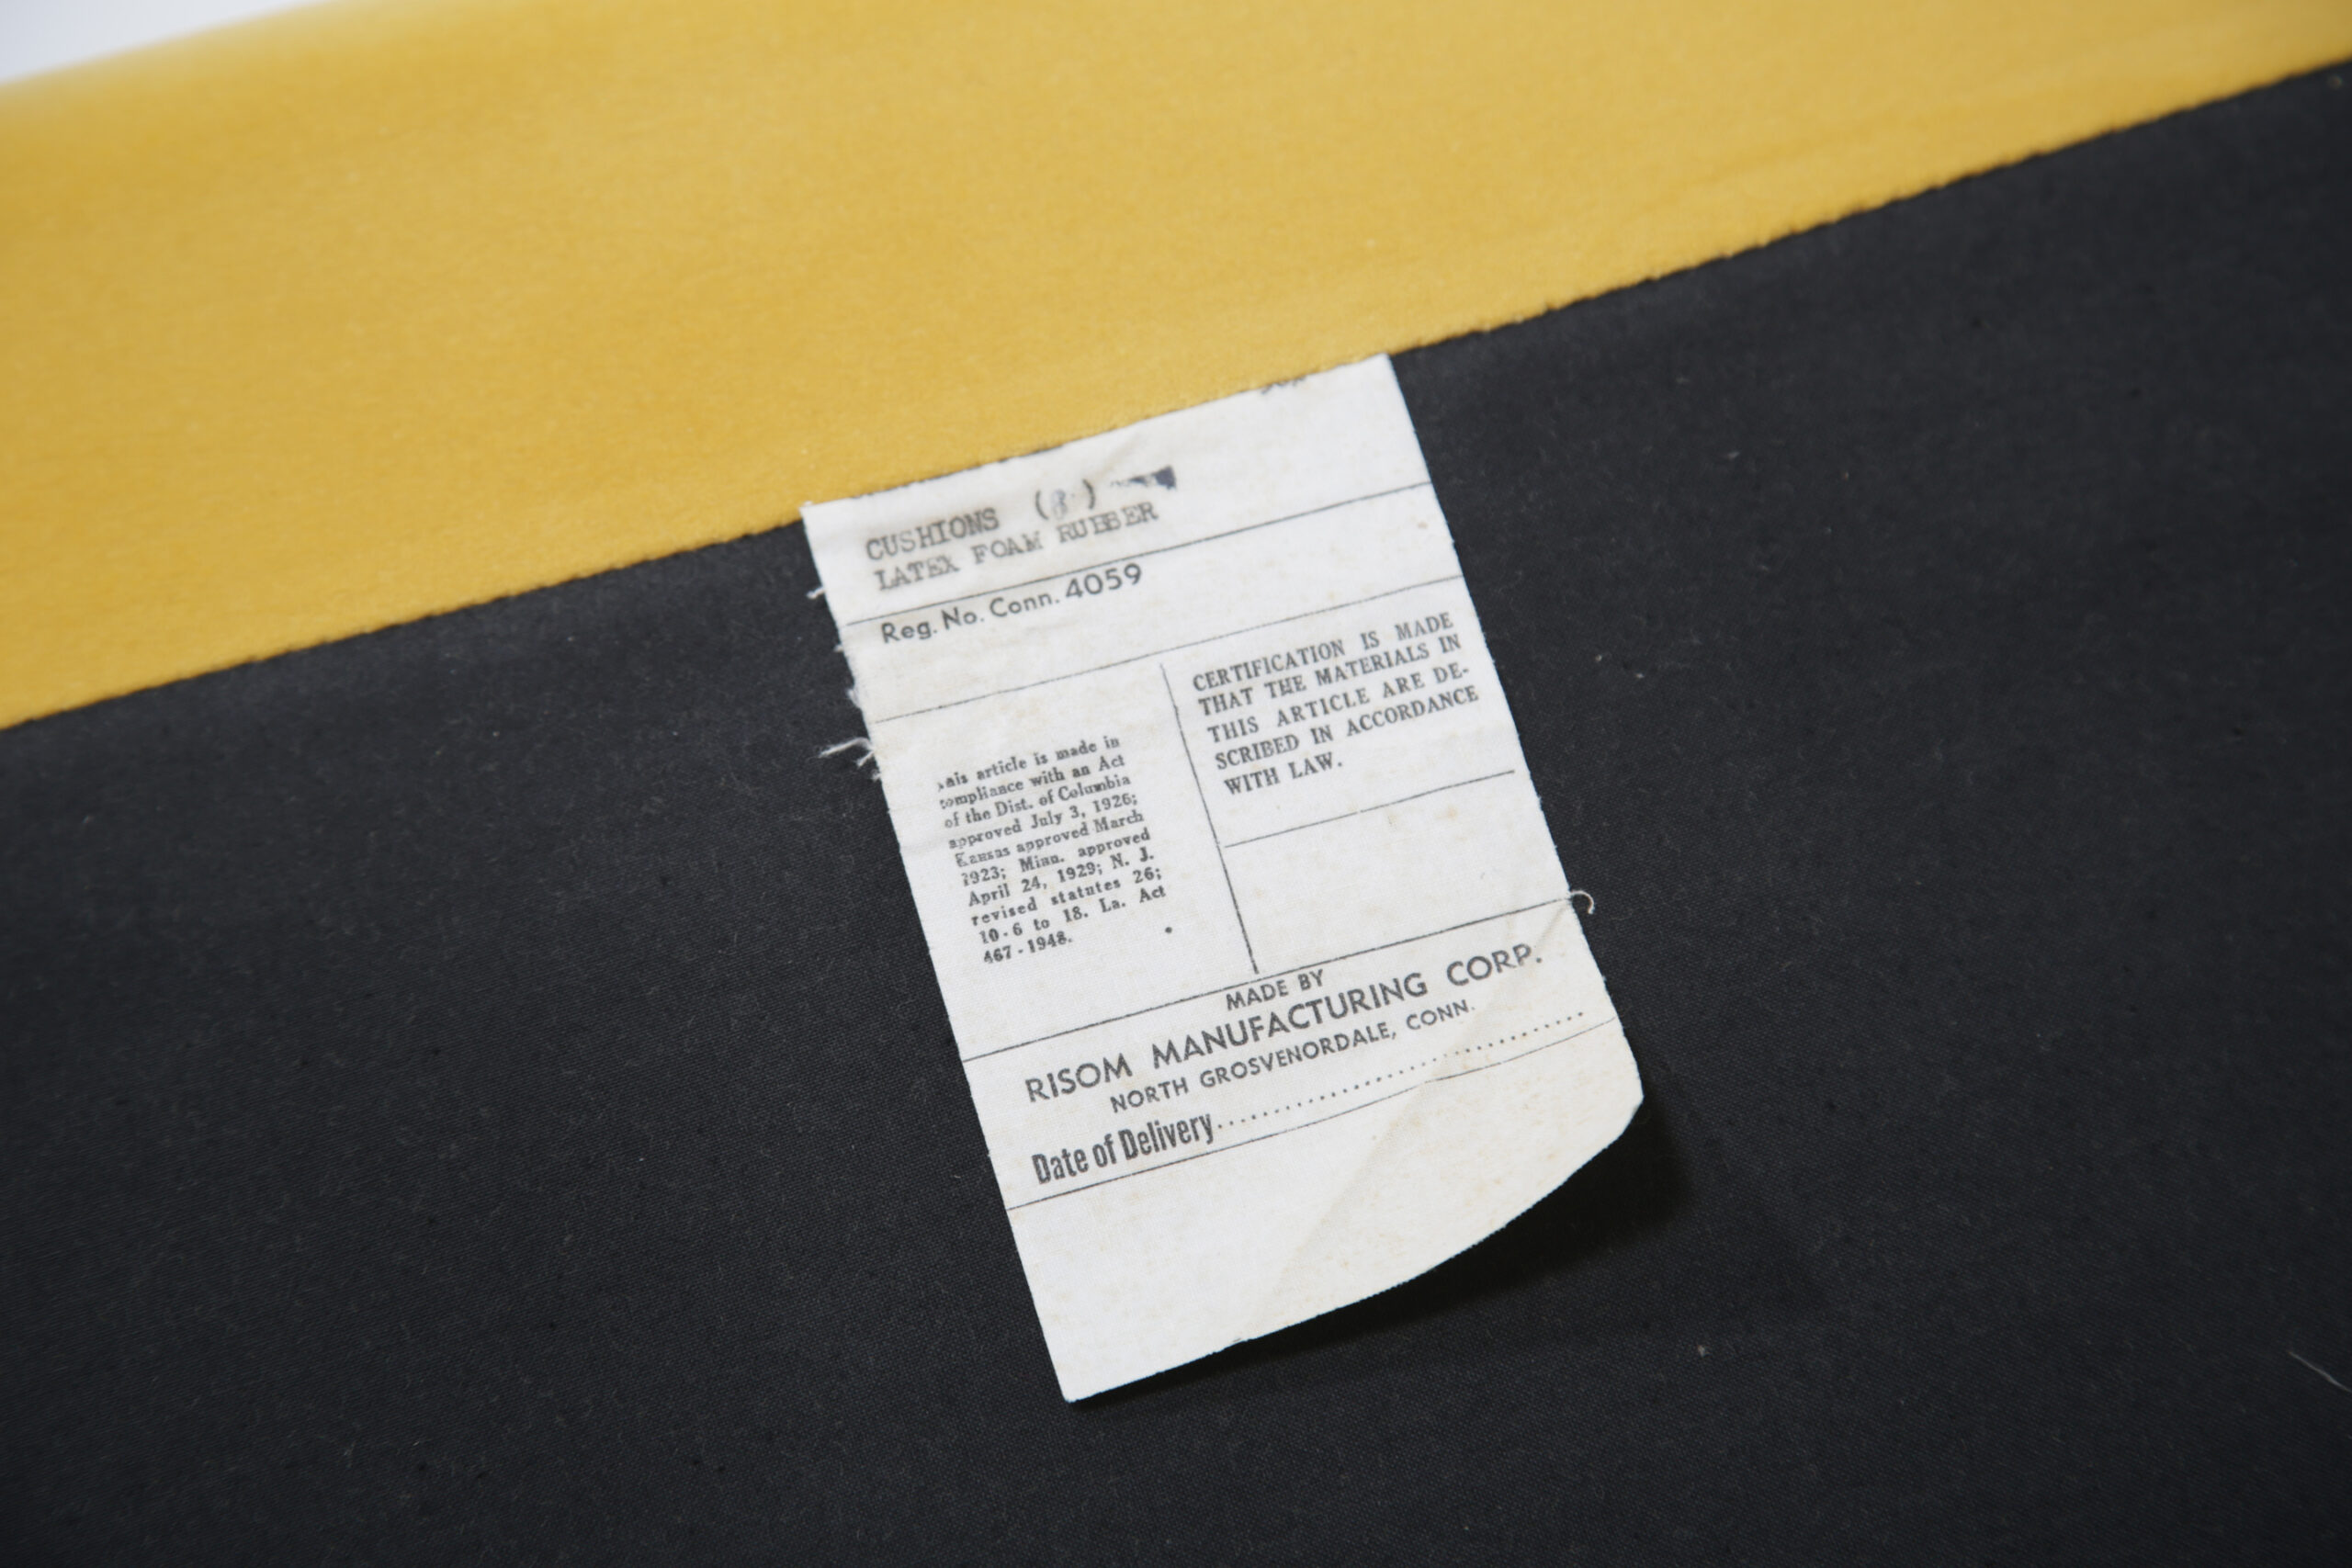 CUSHIONS (8)
LATEX FOAM RUBBER
Reg. No. Conn. 4059
CERTIFICATION IS MADE
THAT THE MATERIALS IN
THIS ARTICLE ARE DE-
SCRIBED IN ACCORDANCE
WITH LAW.
article is made in
compliance with an Act
of the Dist. of Columbia
approved July 3, 1926;
Kansas approved March
1923; Minn. approved
April 24, 1929; N. J.
revised statutes 26;
10-6 to 18. La. Act
467-1948.
MADE BY
RISOM MANUFACTURING CORP.
NORTH GROSVENORDALE, CONN.
Date of Delivery....................................